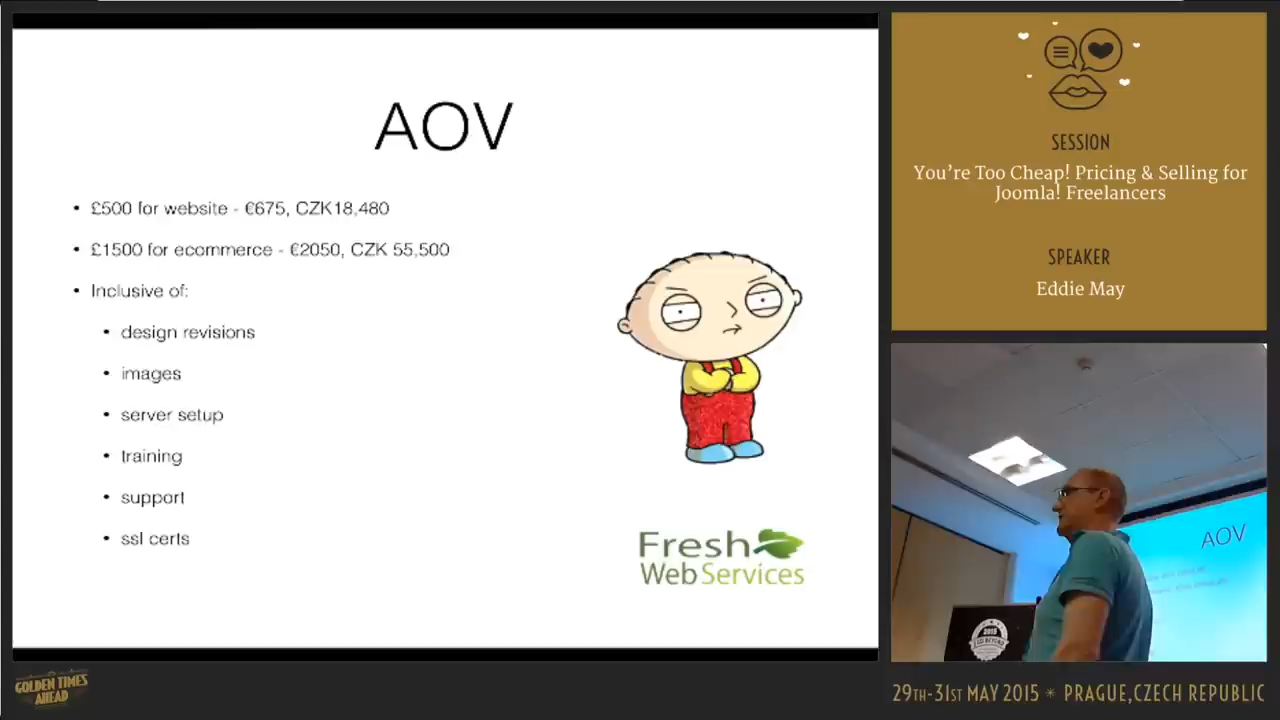 AOV
• £500 for website - €675, CZK18,480
• £1500 for ecommerce - €2050, CZK 55,500
• Inclusive of:
• design revisions
• images
• server setup
• training
• support
• ssl certs
Fresh
WebServices
SESSION
You're Too Cheap! Pricing & Selling for
Joomla! Freelancers
SPEAKER
Eddie May
AOV
2015
GOLDEN TIMES
AHEAD
29TH-31ST MAY 2015 * PRAGUE,CZECH REPUBLIC